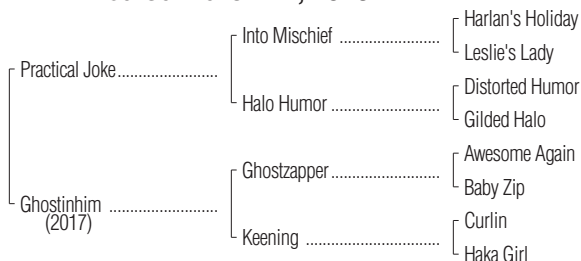 Harlan's Holiday
Into Mischief ......................
Leslie's Lady
Practical Joke......................
Distorted Humor
Halo Humor ......................
Gilded Halo
Awesome Again
Ghostzapper......................
Baby Zip
Ghostinhim ......................
(2017)
Curlin
Keening ......................
Haka Girl